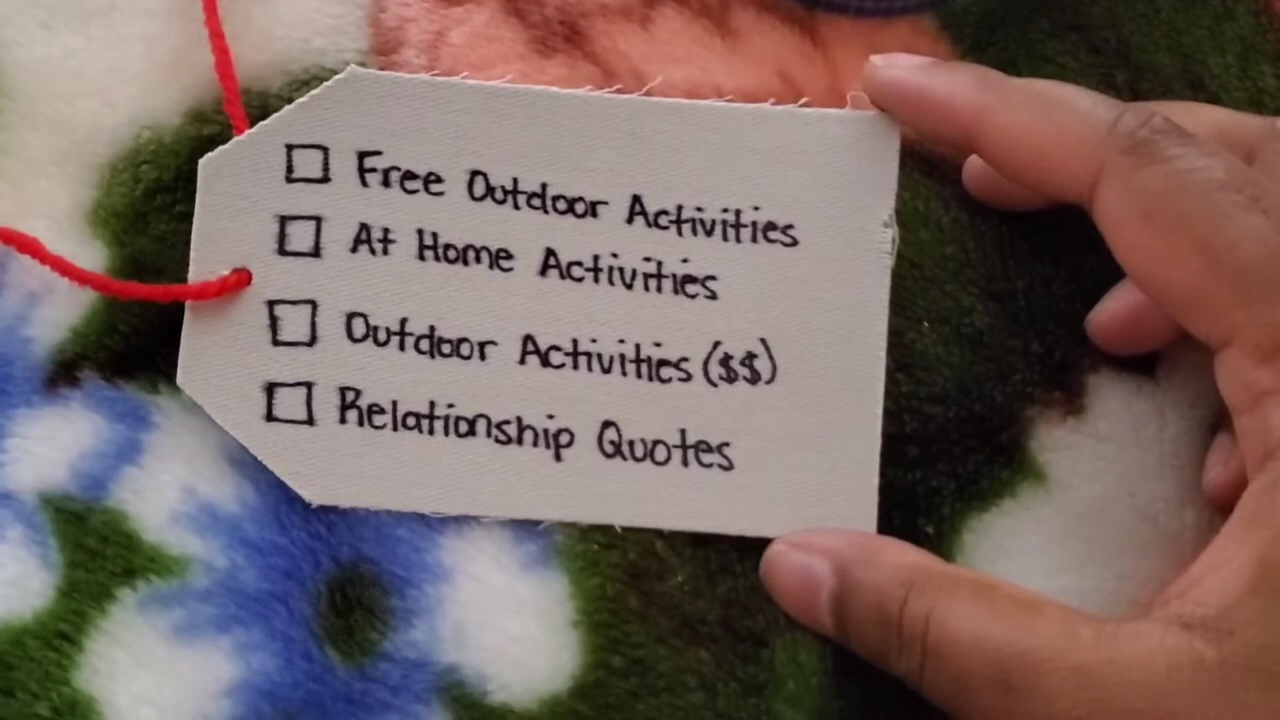 ☐ Free Outdoor Activities
☐ At Home Activities
☐ Outdoor Activities ($$)
☐ Relationship Quotes